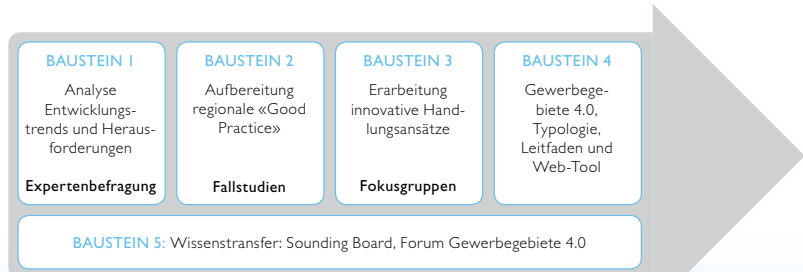 BAUSTEIN 1
Analyse
Entwicklungs-
trends und Heraus-
forderungen
Expertenbefragung
BAUSTEIN 2
Aufbereitung
regionale «Good
Practice»
Fallstudien
BAUSTEIN 3
Erarbeitung
innovative Hand-
lungsansätze
Fokusgruppen
BAUSTEIN 4
Gewerbege-
biete 4.0,
Typologie,
Leitfaden und
Web-Tool
BAUSTEIN 5: Wissenstransfer: Sounding Board, Forum Gewerbegebiete 4.0